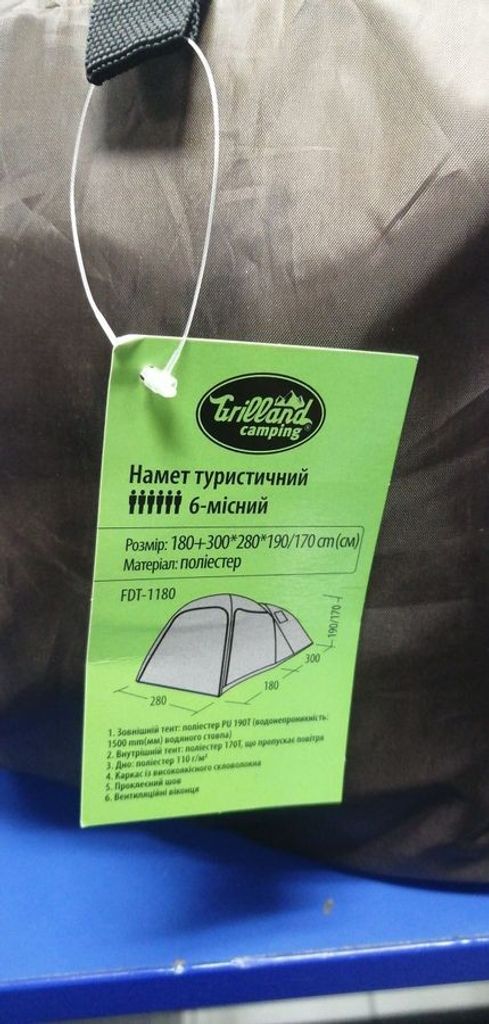 Grilland
camping®
Намет туристичний
6-місний
Розмір: 180+300*280*190/170 cm (см)
Матеріал: поліестер
FDT-1180
190/170
300
180
280
1. Зовнішній тент: поліестер PU 190T (водонепроникність:
1500 mm(мм) водяного стовпа)
2. Внутрішній тент: поліестер 170T, що пропускає повітря
3. Дно: поліестер 110 г/м²
4. Каркас із високоякісного скловолокна
5. Проклеєний шов
6. Вентиляційні віконця